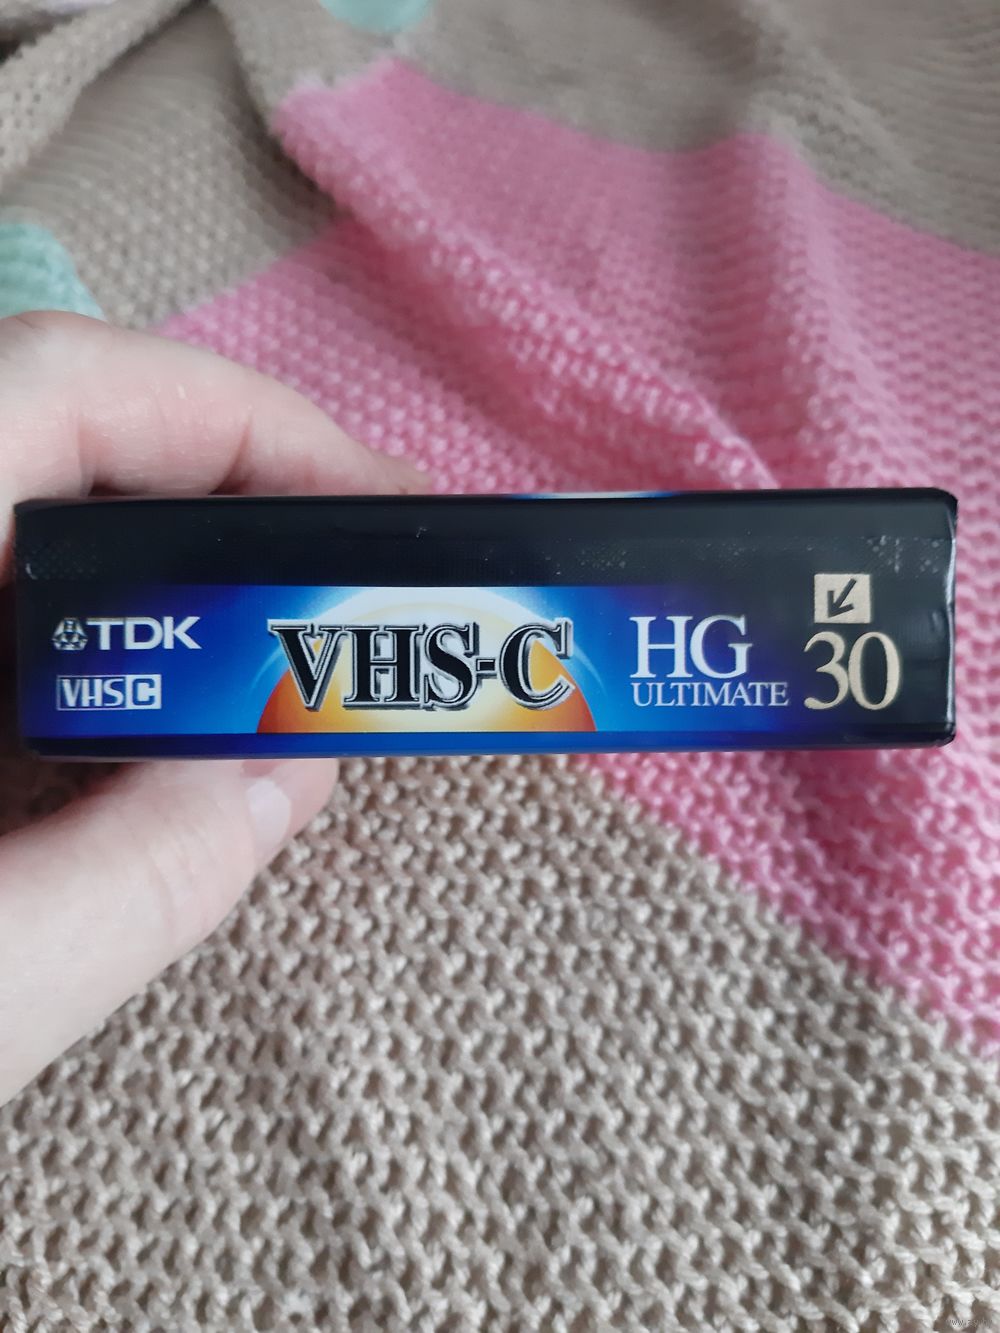 TDK
VHS C
VHS-C
HG
ULTIMATE
30